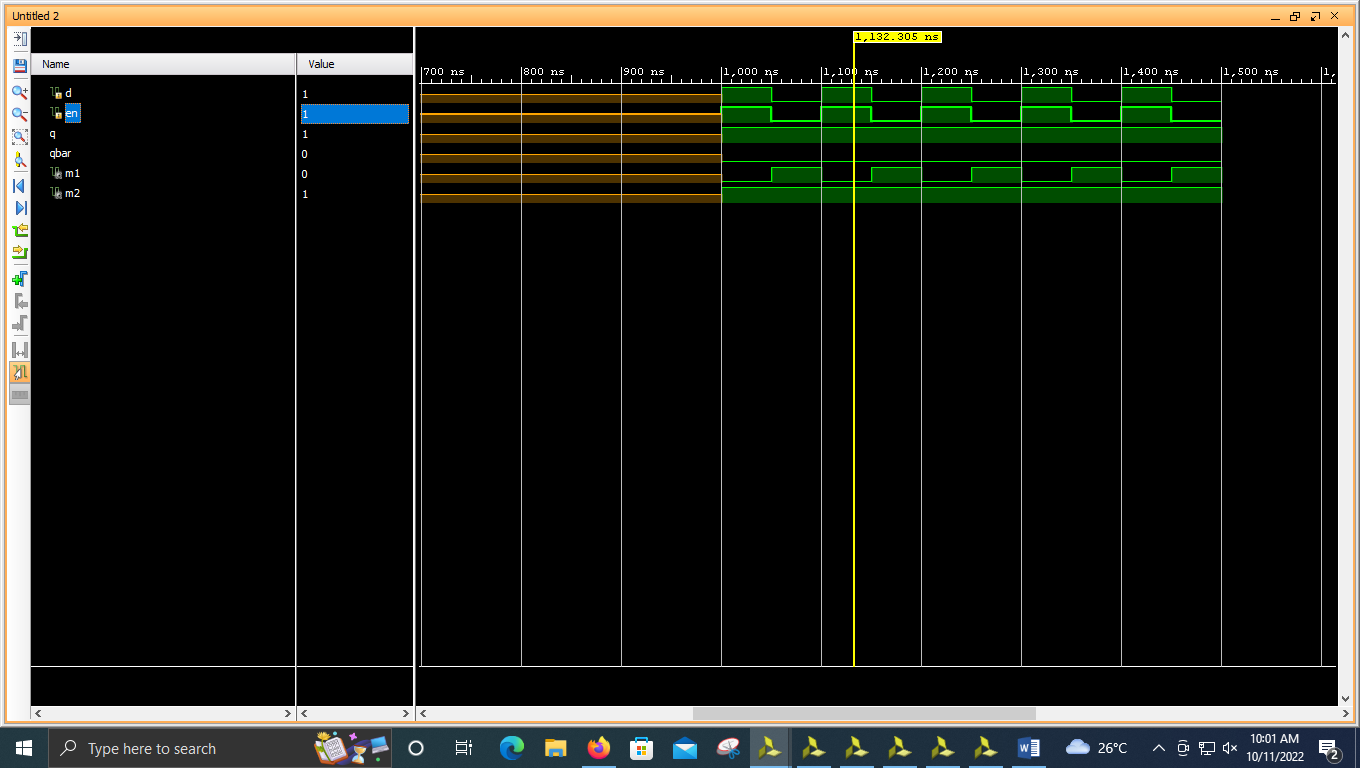 Untitled 2
1,132.305 ns
Name Value
700 ns 800 ns 900 ns 1,000 ns 1,100 ns 1,200 ns 1,300 ns 1,400 ns 1,500 ns 1,
d 1
en 1
q 1
qbar 0
m1 0
m2 1
Type here to search
26°C
10:01 AM
10/11/2022
2